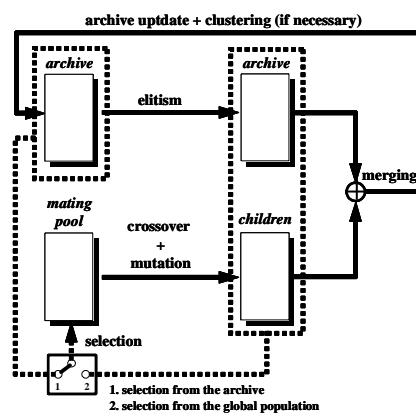 archive uptdate + clustering (if necessary)
archive
archive
elitism
merging
mating
pool
children
crossover
+
mutation
selection
1 2
1. selection from the archive
2. selection from the global population